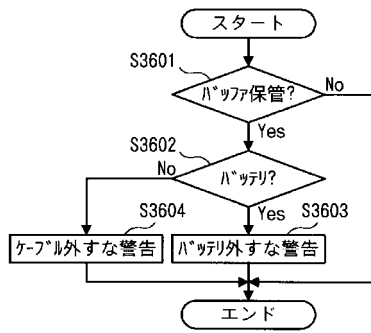 スタート
S3601
バッファ保管?
No
Yes
S3602
バッテリ?
No
Yes
S3604
S3603
ケーブル外すな警告
バッテリ外すな警告
エンド